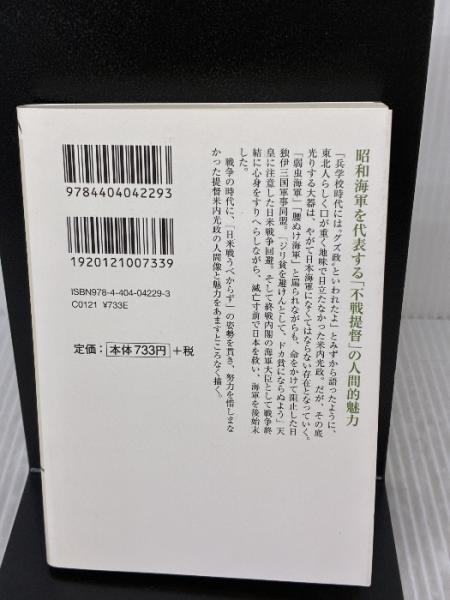 昭和海軍を代表する「不戦提督」の人間的魅力
「兵学校時代には〝グズ政〟といわれたよ」とみずから語ったように、
東北人らしく口が重く地味で目立たなかった米内光政。だが、その底
光りする大器は、やがて日本海軍になくてはならない存在となっていく。
「弱虫海軍」「腰ぬけ海軍」と罵られながらも、命をかけて阻止した日
独伊三国軍事同盟。「ジリ貧を避けんとして、ドカ貧にならぬよう」天
皇に注意した日米戦争回避。そして終戦内閣の海軍大臣として戦争終
結に心身をすりへらしながら、滅亡寸前で日本を救い、海軍を後始末
した。
戦争の時代に、「日米戦うべからず」の姿勢を貫き、努力を惜しまな
かった提督米内光政の人間像と魅力をあますところなく描く。
9784404042293
1920121007339
ISBN978-4-404-04229-3
C0121 ¥733E
定価：本体733円+税